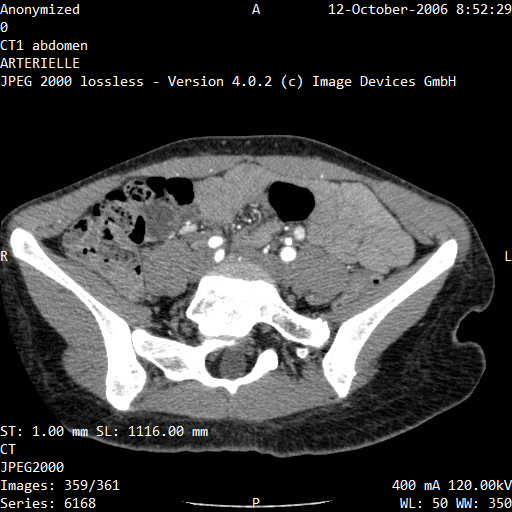 Anonymized A 12-October-2006 8:52:29
0
CT1 abdomen
ARTERIELLE
JPEG 2000 lossless - Version 4.0.2 (c) Image Devices GmbH
R L
ST: 1.00 mm SL: 1116.00 mm
CT
JPEG2000
Images: 359/361 400 mA 120.00kV
Series: 6168 P WL: 50 WW: 350